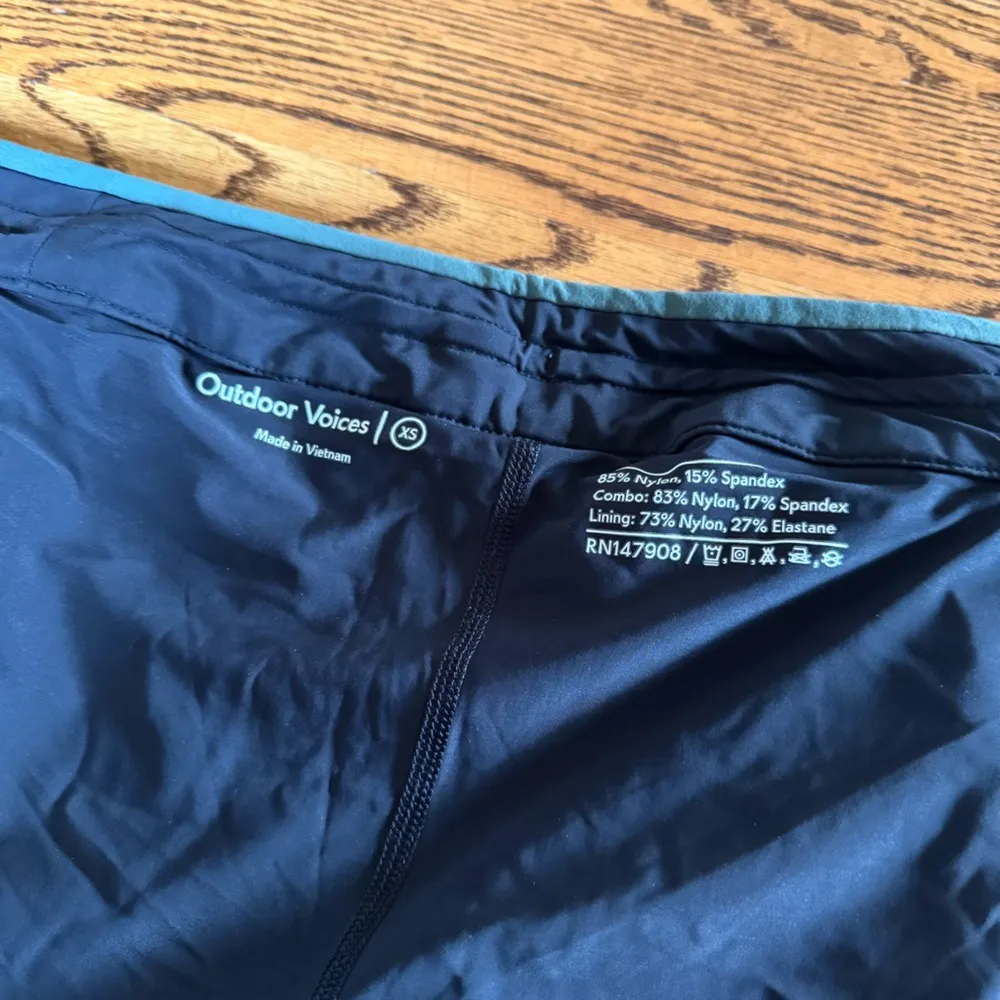 Outdoor Voices | XS
Made in Vietnam
85% Nylon, 15% Spandex
Combo: 83% Nylon, 17% Spandex
Lining: 73% Nylon, 27% Elastane
RN147908 /